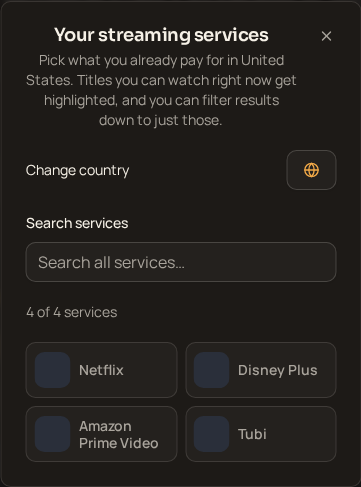 Your streaming services
Pick what you already pay for in United
States. Titles you can watch right now get
highlighted, and you can filter results
down to just those.
Change country
Search services
Search all services…
4 of 4 services
Netflix
Disney Plus
Amazon
Prime Video
Tubi